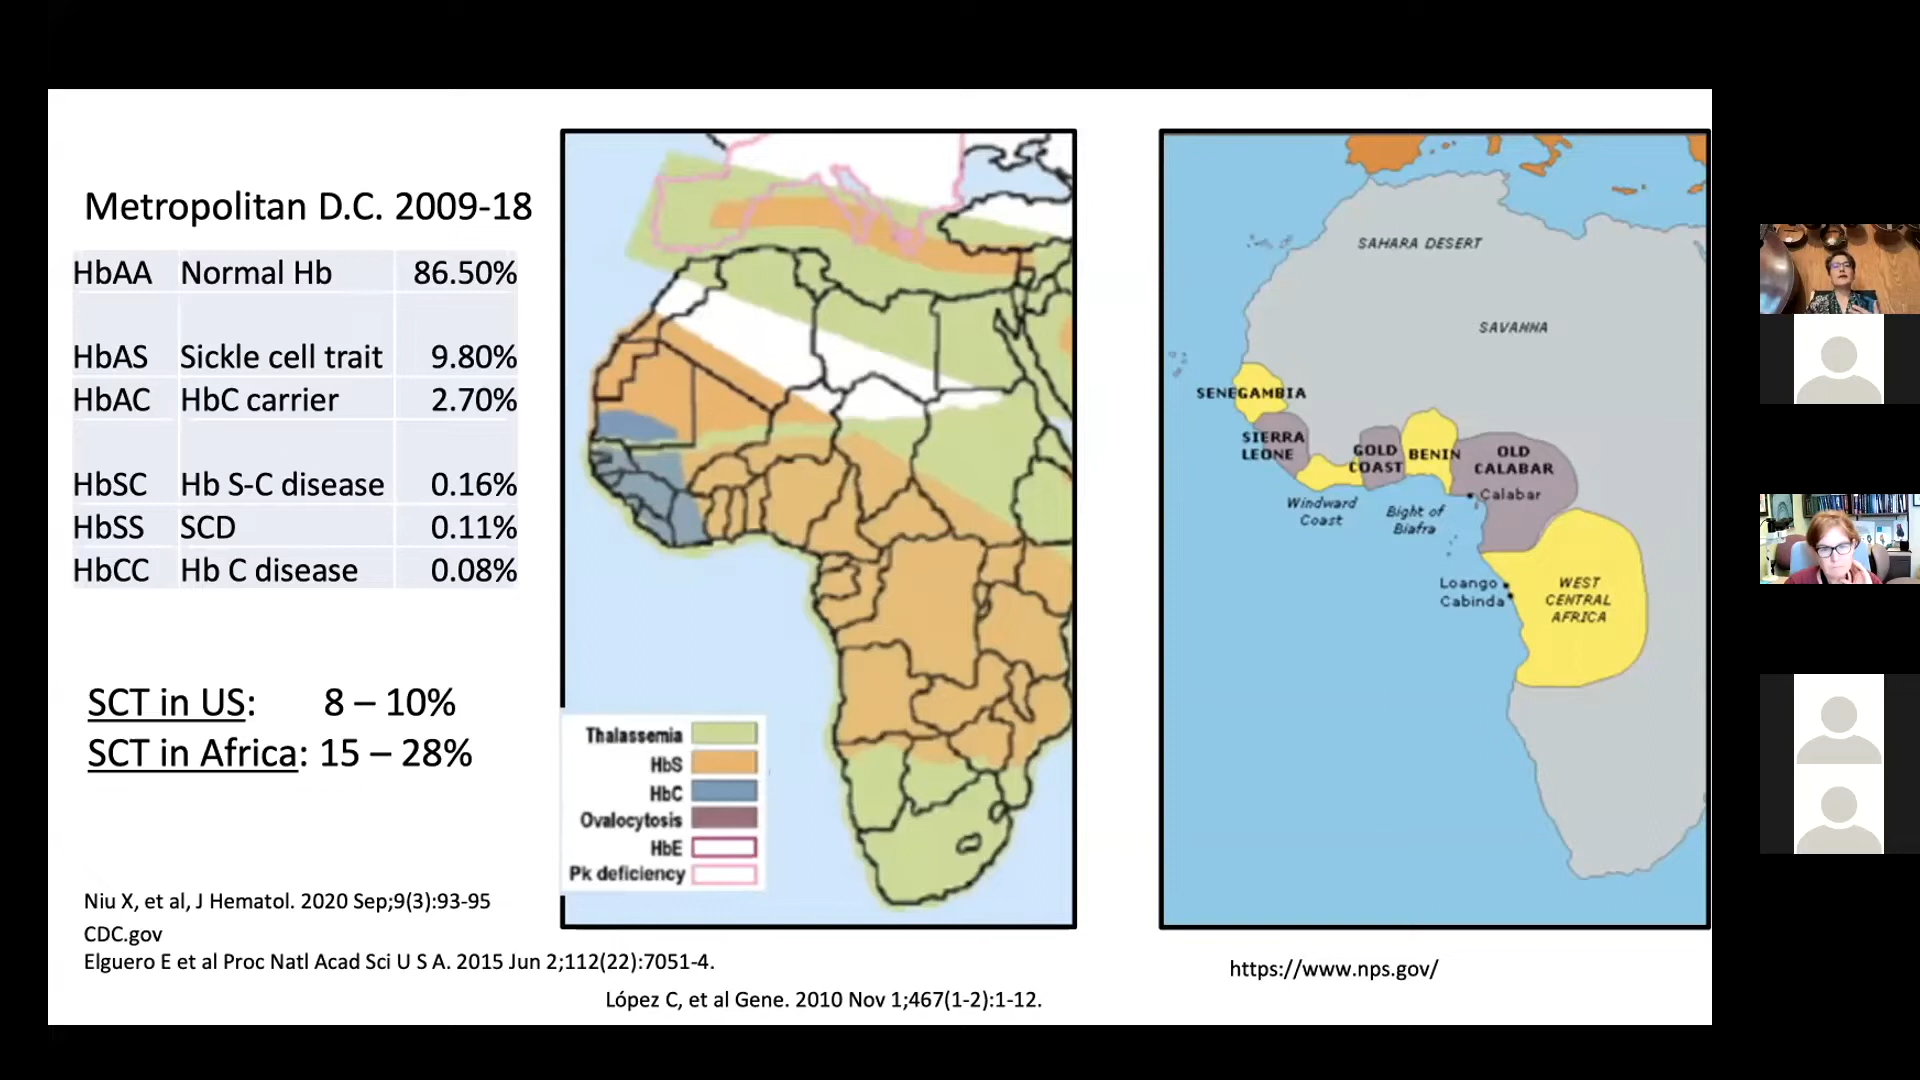 Metropolitan D.C. 2009-18
HbAA Normal Hb 86.50%
HbAS Sickle cell trait 9.80%
HbAC HbC carrier 2.70%
HbSC Hb S-C disease 0.16%
HbSS SCD 0.11%
HbCC Hb C disease 0.08%
SCT in US: 8 – 10%
SCT in Africa: 15 – 28%
Niu X, et al, J Hematol. 2020 Sep;9(3):93-95
CDC.gov
Elguero E et al Proc Natl Acad Sci U S A. 2015 Jun 2;112(22):7051-4.
Thalassemia
HbS
HbC
Ovalocytosis
HbE
Pk deficiency
López C, et al Gene. 2010 Nov 1;467(1-2):1-12.
SAHARA DESERT
SAVANNA
SENEGAMBIA
SIERRA
LEONE
GOLD
COAST
BENIN
OLD
CALABAR
Calabar
Windward
Coast
Bight of
Biafra
Loango
Cabinda
WEST
CENTRAL
AFRICA
https://www.nps.gov/